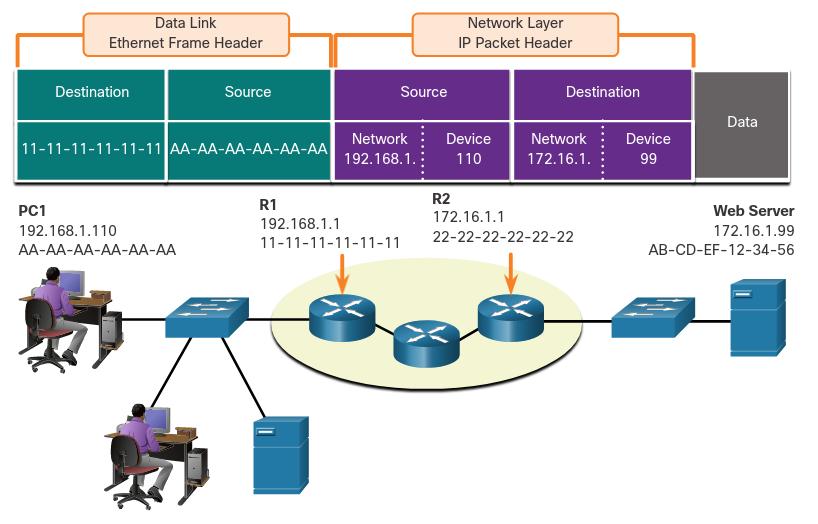 Data Link
Ethernet Frame Header
Network Layer
IP Packet Header
Destination
Source
Source
Destination
Data
11-11-11-11-11-11
AA-AA-AA-AA-AA-AA
Network
192.168.1.
Device
110
Network
172.16.1.
Device
99
PC1
192.168.1.110
AA-AA-AA-AA-AA-AA
R1
192.168.1.1
11-11-11-11-11-11
R2
172.16.1.1
22-22-22-22-22-22
Web Server
172.16.1.99
AB-CD-EF-12-34-56